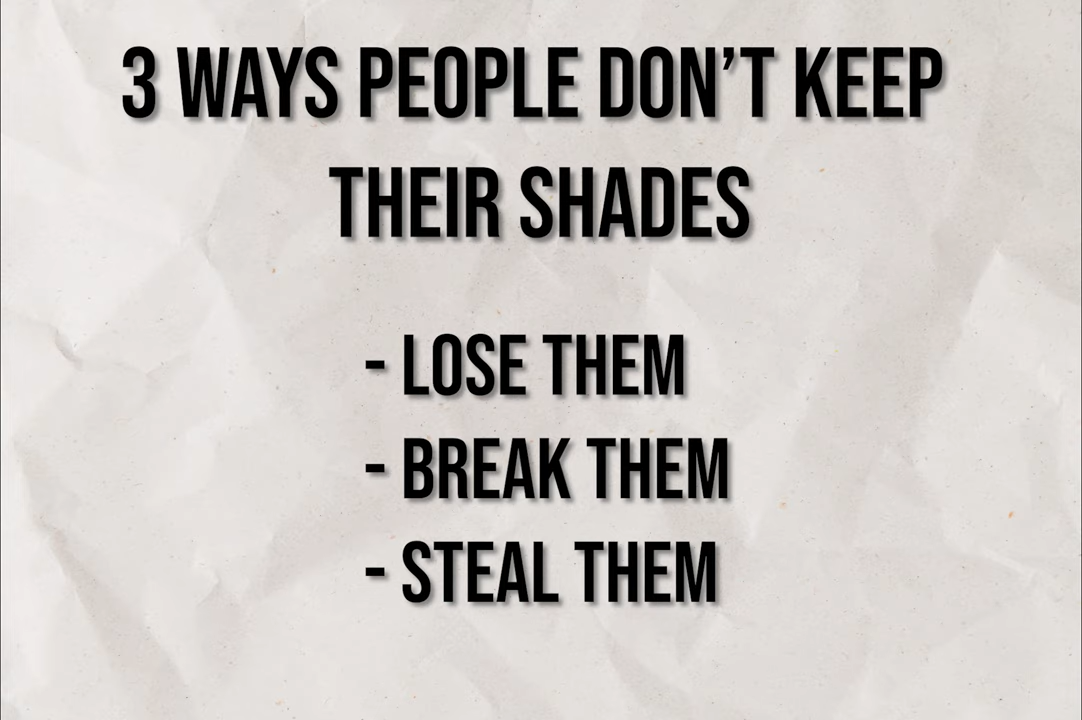 3 WAYS PEOPLE DON’T KEEP
THEIR SHADES
- LOSE THEM
- BREAK THEM
- STEAL THEM